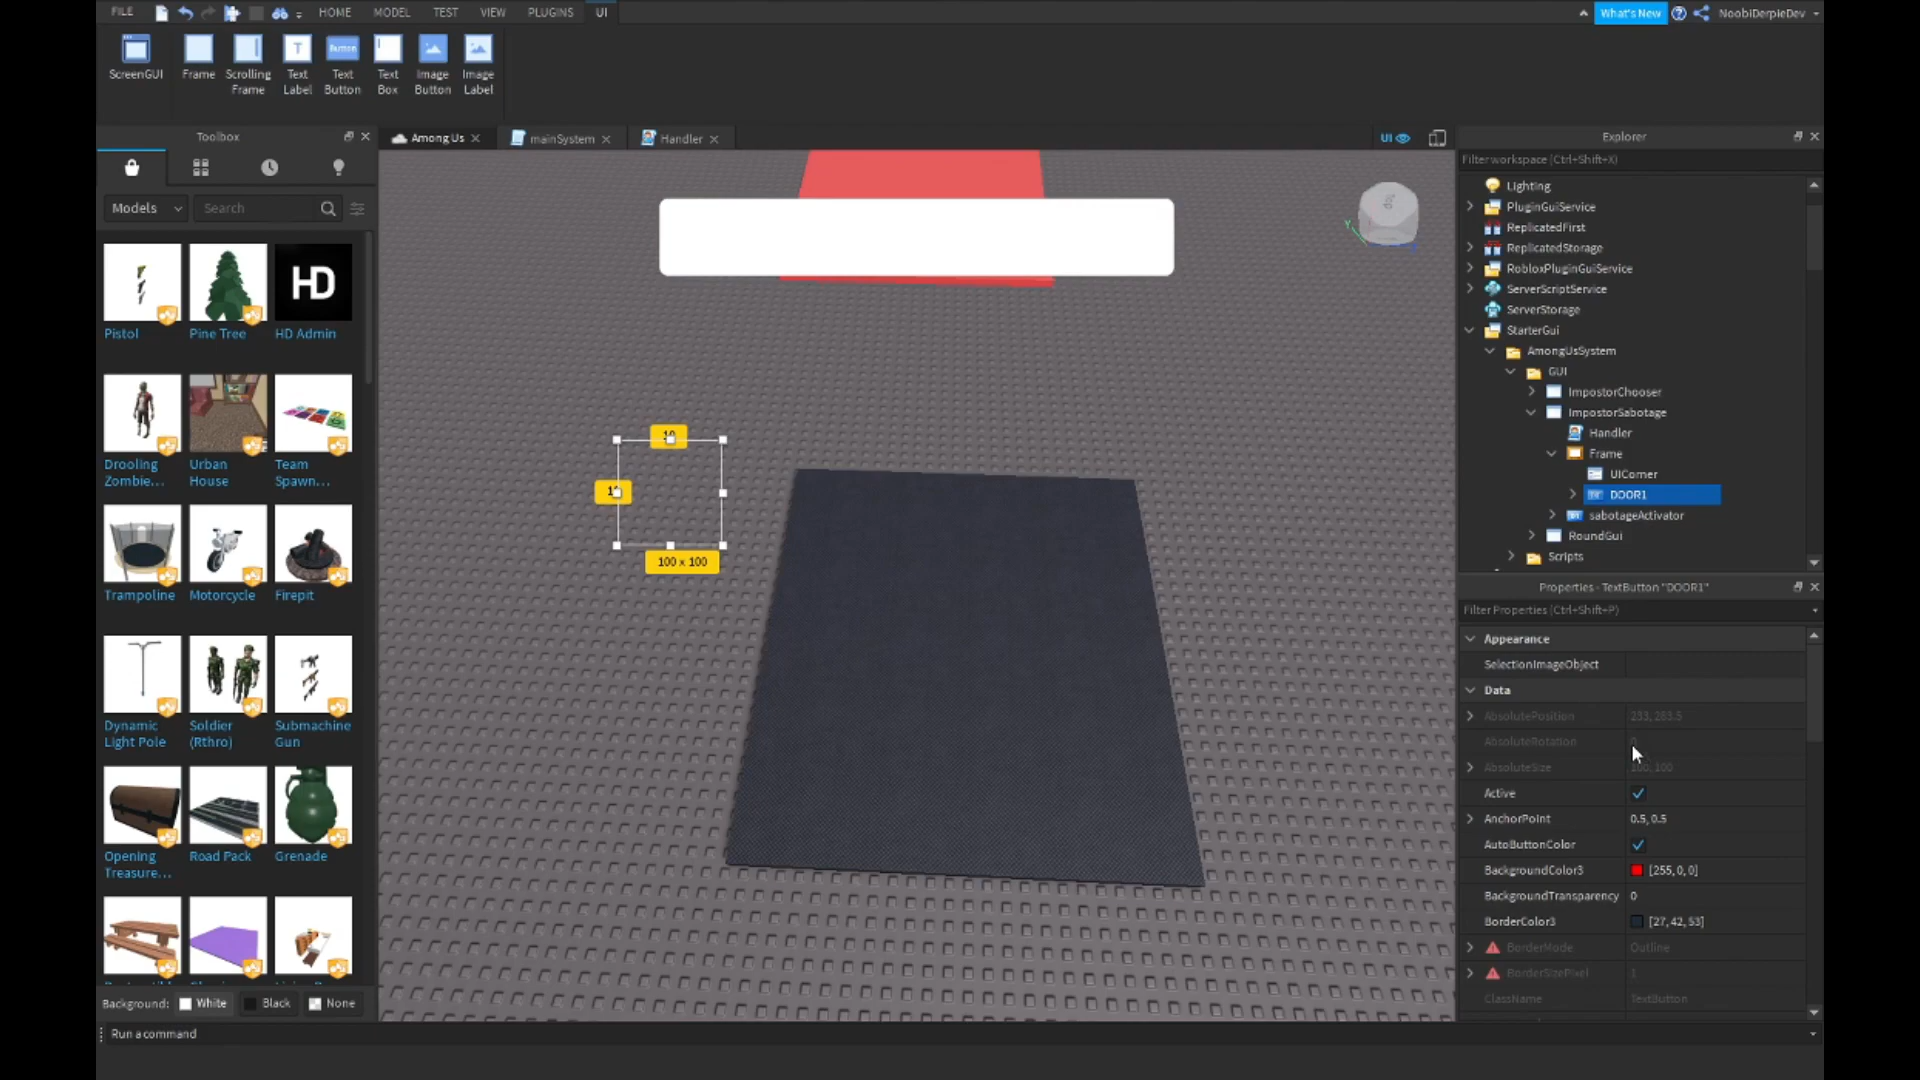 FILE HOME MODEL TEST VIEW PLUGINS UI What's New NoobiDerpieDev
ScreenGUI Frame Scrolling Frame Text Label Text Button Text Box Image Button Image Label
Toolbox
Among Us mainSystem Handler UI
Models Search
HD
Pistol Pine Tree HD Admin
Drooling Zombie... Urban House Team Spawn...
Trampoline Motorcycle Firepit
Dynamic Light Pole Soldier (Rthro) Submachine Gun
Opening Treasure... Road Pack Grenade
Background: White Black None
Run a command
Top
Y
10
100 x 100
Explorer
Filter workspace (Ctrl+Shift+X)
Lighting
PluginGuiService
ReplicatedFirst
ReplicatedStorage
RobloxPluginGuiService
ServerScriptService
ServerStorage
StarterGui
AmongUsSystem
GUI
ImpostorChooser
ImpostorSabotage
Handler
Frame
UICorner
DOOR1
sabotageActivator
RoundGui
Scripts
Properties - TextButton "DOOR1"
Filter Properties (Ctrl+Shift+P)
Appearance
SelectionImageObject
Data
AbsolutePosition 233, 283.5
AbsoluteRotation 0
AbsoluteSize 100, 100
Active
AnchorPoint 0.5, 0.5
AutoButtonColor
BackgroundColor3 [255, 0, 0]
BackgroundTransparency 0
BorderColor3 [27, 42, 53]
BorderMode Outline
BorderSizePixel 1
ClassName TextButton